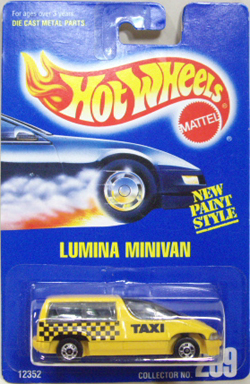 For ages over 3 years.
DIE CAST METAL PARTS
Hot Wheels
MATTEL
NEW
PAINT
STYLE
LUMINA MINIVAN
TAXI
12352
COLLECTOR NO.